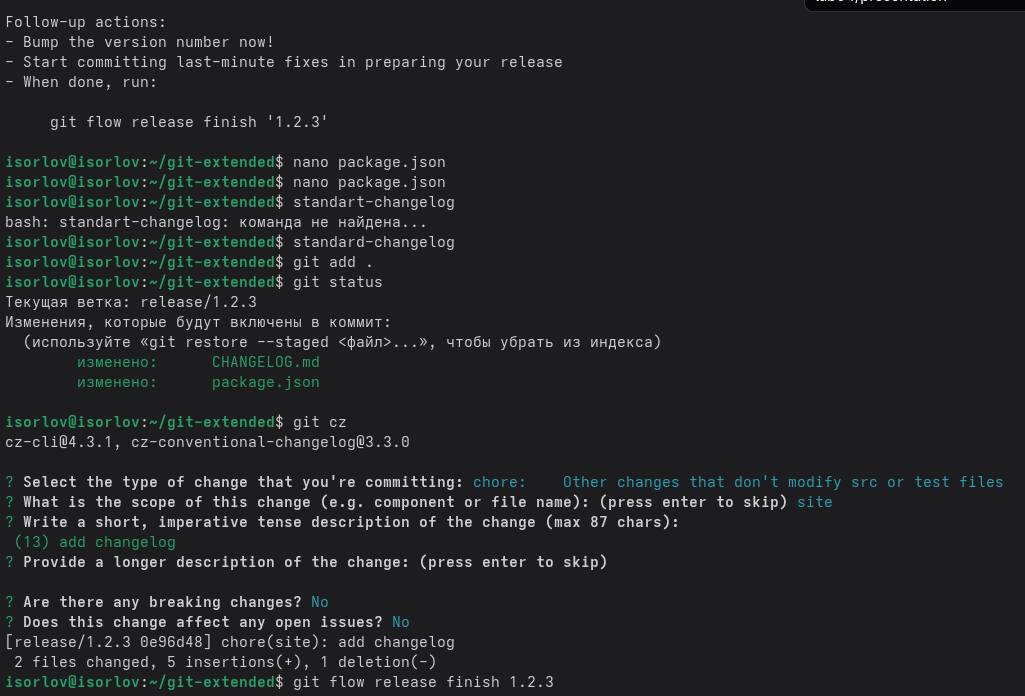 Follow-up actions:
- Bump the version number now!
- Start committing last-minute fixes in preparing your release
- When done, run:
git flow release finish '1.2.3'
isorlov@isorlov:~/git-extended$ nano package.json
isorlov@isorlov:~/git-extended$ nano package.json
isorlov@isorlov:~/git-extended$ standart-changelog
bash: standart-changelog: команда не найдена...
isorlov@isorlov:~/git-extended$ standard-changelog
isorlov@isorlov:~/git-extended$ git add .
isorlov@isorlov:~/git-extended$ git status
Текущая ветка: release/1.2.3
Изменения, которые будут включены в коммит:
(используйте «git restore --staged <файл>...», чтобы убрать из индекса)
изменено: CHANGELOG.md
изменено: package.json
isorlov@isorlov:~/git-extended$ git cz
cz-cli@4.3.1, cz-conventional-changelog@3.3.0
? Select the type of change that you're committing: chore: Other changes that don't modify src or test files
? What is the scope of this change (e.g. component or file name): (press enter to skip) site
? Write a short, imperative tense description of the change (max 87 chars):
(13) add changelog
? Provide a longer description of the change: (press enter to skip)
? Are there any breaking changes? No
? Does this change affect any open issues? No
[release/1.2.3 0e96d48] chore(site): add changelog
2 files changed, 5 insertions(+), 1 deletion(-)
isorlov@isorlov:~/git-extended$ git flow release finish 1.2.3